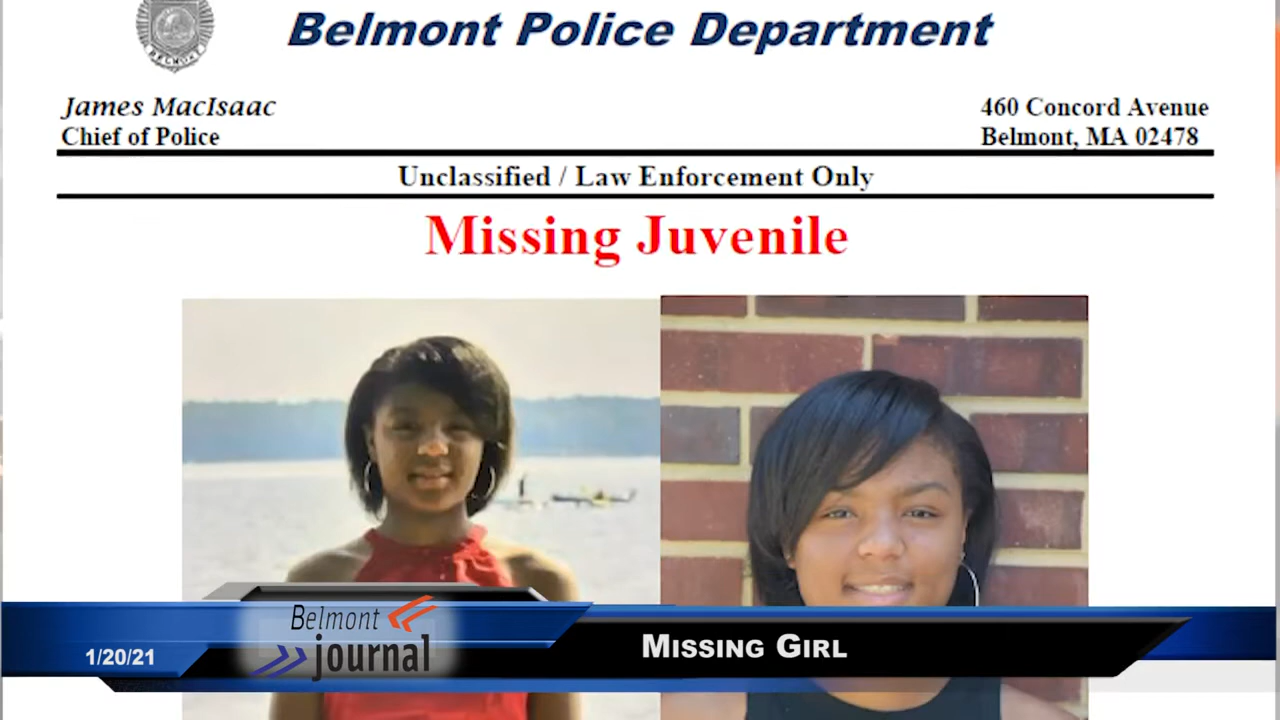 BELMONT
Belmont Police Department
James MacIsaac
460 Concord Avenue
Chief of Police
Belmont, MA 02478
Unclassified / Law Enforcement Only
Missing Juvenile
Belmont
journal
1/20/21
MISSING GIRL